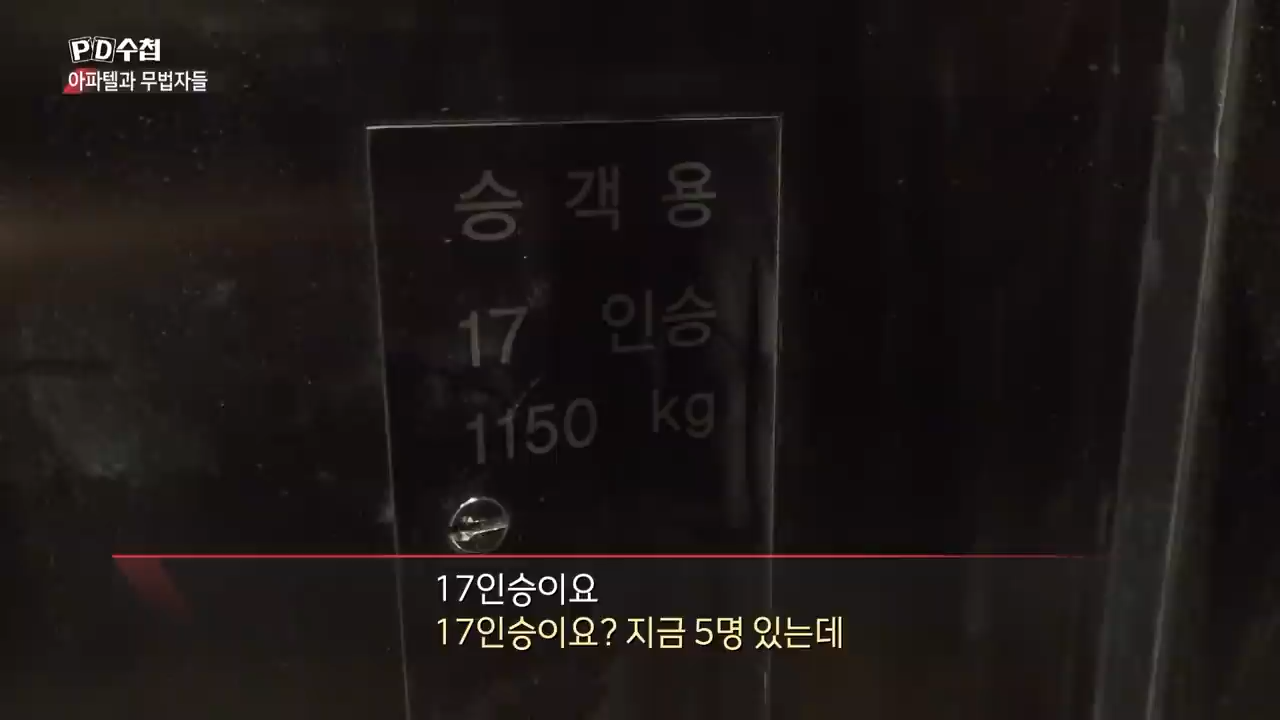 PD수첩
아파텔과 무법자들
승객용
17 인승
1150 kg
17인승이요
17인승이요? 지금 5명 있는데